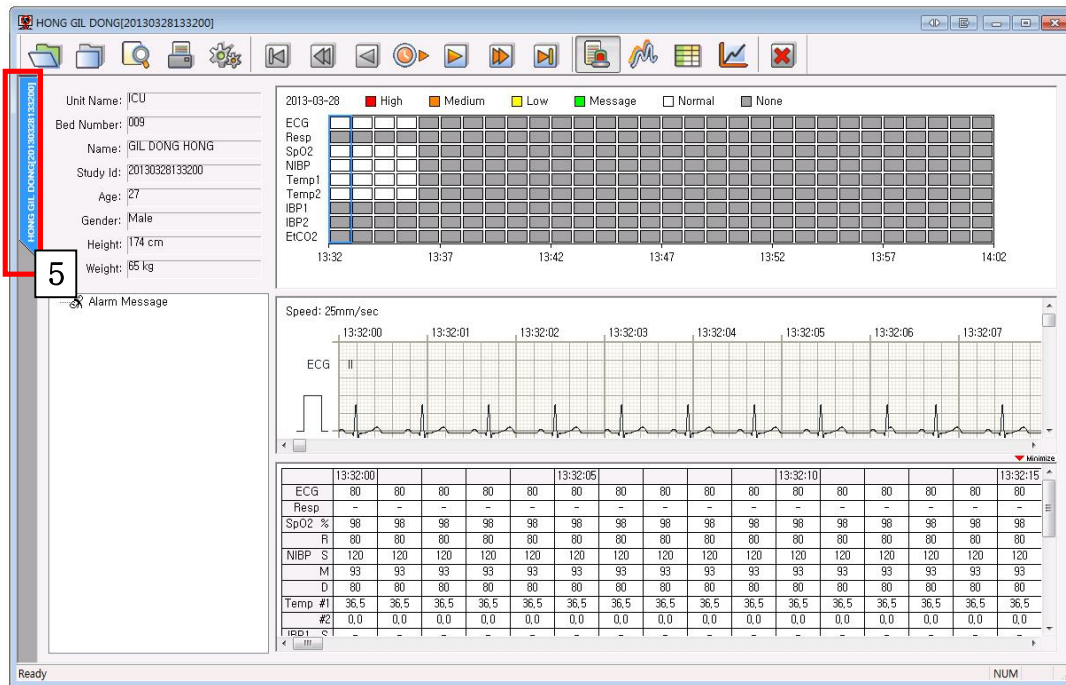 HONG GIL DONG[20130328133200]
HONG GIL DONG[20130328133200]
5
Unit Name: ICU
Bed Number: 009
Name: GIL DONG HONG
Study Id: 20130328133200
Age: 27
Gender: Male
Height: 174 cm
Weight: 65 kg
Alarm Message
2013-03-28 High Medium Low Message Normal None
ECG
Resp
SpO2
NIBP
Temp1
Temp2
IBP1
IBP2
EtCO2
13:32 13:37 13:42 13:47 13:52 13:57 14:02
Speed: 25mm/sec
13:32:00 13:32:01 13:32:02 13:32:03 13:32:04 13:32:05 13:32:06 13:32:07
ECG II
Minimize
13:32:00 13:32:05 13:32:10 13:32:15
ECG 80 80 80 80 80 80 80 80 80 80 80 80 80 80 80 80
Resp - - - - - - - - - - - - - - - -
SpO2 % 98 98 98 98 98 98 98 98 98 98 98 98 98 98 98 98
R 80 80 80 80 80 80 80 80 80 80 80 80 80 80 80 80
NIBP S 120 120 120 120 120 120 120 120 120 120 120 120 120 120 120 120
M 93 93 93 93 93 93 93 93 93 93 93 93 93 93 93 93
D 80 80 80 80 80 80 80 80 80 80 80 80 80 80 80 80
Temp #1 36,5 36,5 36,5 36,5 36,5 36,5 36,5 36,5 36,5 36,5 36,5 36,5 36,5 36,5 36,5 36,5
#2 0,0 0,0 0,0 0,0 0,0 0,0 0,0 0,0 0,0 0,0 0,0 0,0 0,0 0,0 0,0 0,0
IBP1 S - - - - - - - - - - - - - - - -
Ready NUM